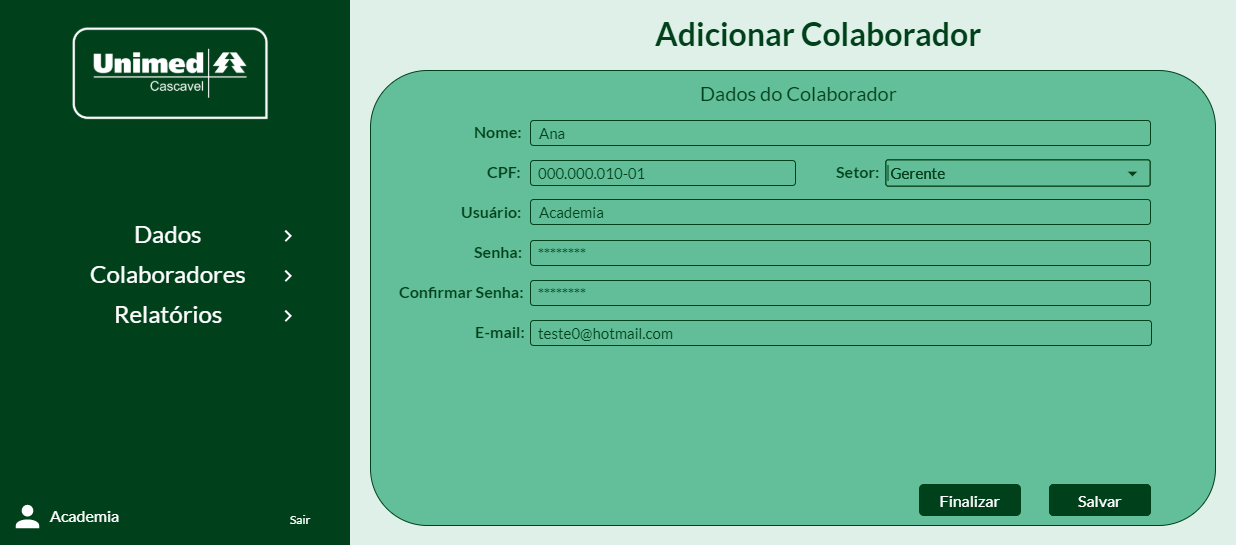 Unimed
Cascavel
Dados
Colaboradores
Relatórios
Academia
Sair
Adicionar Colaborador
Dados do Colaborador
Nome: Ana
CPF: 000.000.010-01 Setor: Gerente
Usuário: Academia
Senha: ********
Confirmar Senha: ********
E-mail: teste0@hotmail.com
Finalizar Salvar